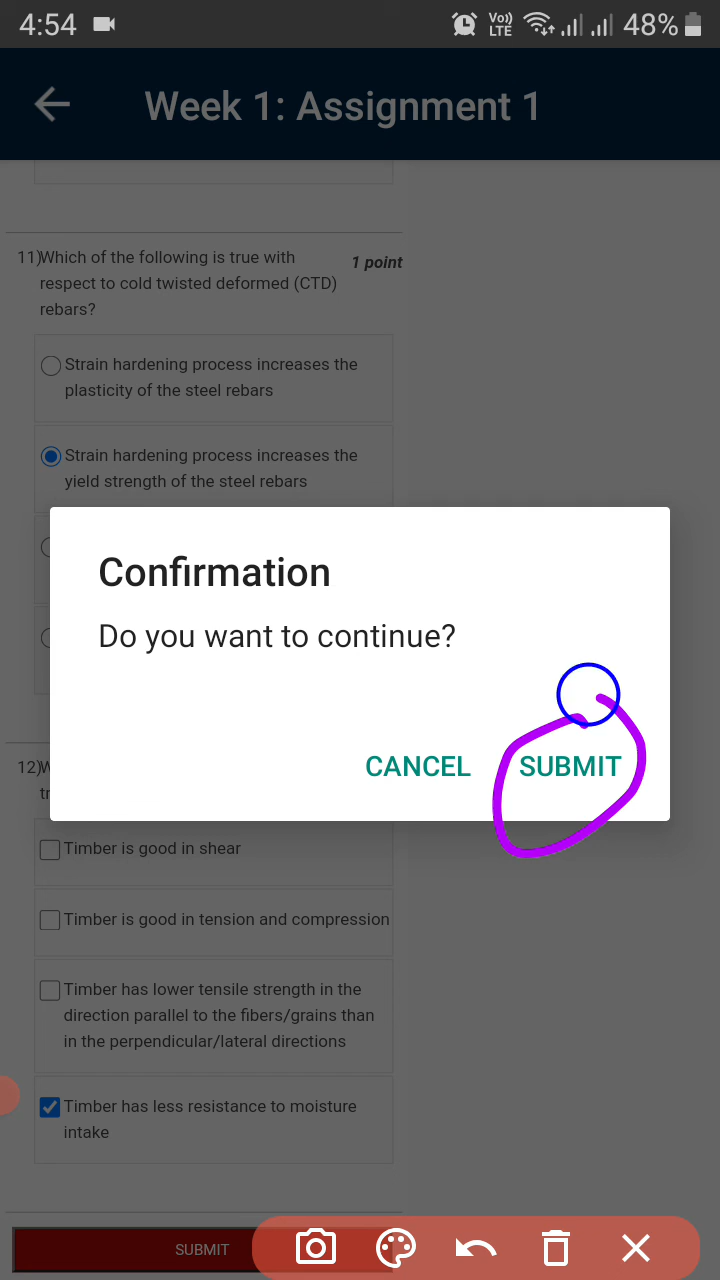 4:54
Vo))
LTE
48%
Week 1: Assignment 1
11)Which of the following is true with
respect to cold twisted deformed (CTD)
rebars?
1 point
Strain hardening process increases the
plasticity of the steel rebars
Strain hardening process increases the
yield strength of the steel rebars
Confirmation
Do you want to continue?
CANCEL SUBMIT
12)
Timber is good in shear
Timber is good in tension and compression
Timber has lower tensile strength in the
direction parallel to the fibers/grains than
in the perpendicular/lateral directions
Timber has less resistance to moisture
intake
SUBMIT